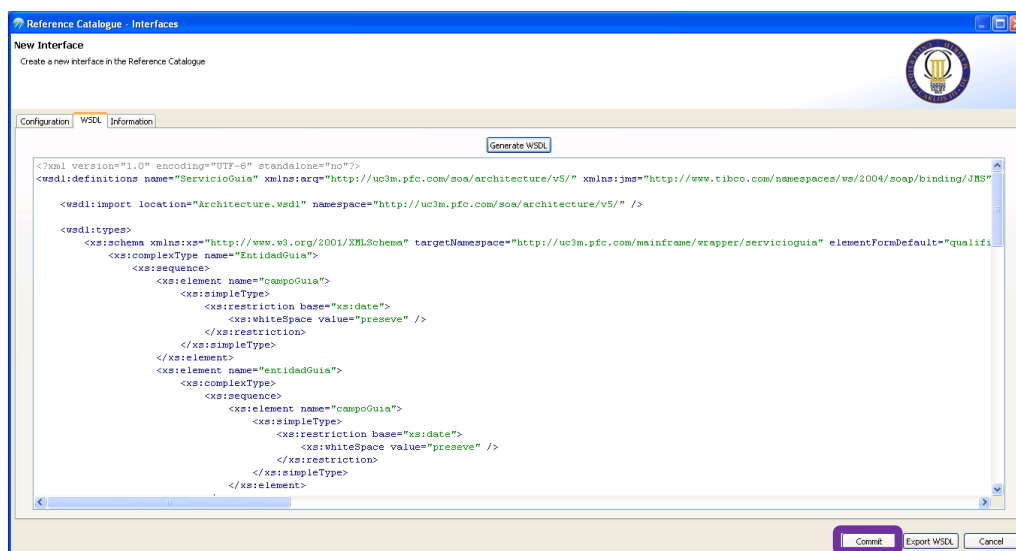 Reference Catalogue - Interfaces
New Interface
Create a new interface in the Reference Catalogue
Configuration WSDL Information
Generate WSDL
<?xml version="1.0" encoding="UTF-8" standalone="no"?>
<wsdl:definitions name="ServicioGuia" xmlns:arq="http://uc3m.pfc.com/soa/architecture/v5/" xmlns:jms="http://www.tibco.com/namespaces/ws/2004/soap/binding/JMS"
<wsdl:import location="Architecture.wsdl" namespace="http://uc3m.pfc.com/soa/architecture/v5/" />
<wsdl:types>
<xs:schema xmlns:xs="http://www.w3.org/2001/XMLSchema" targetNamespace="http://uc3m.pfc.com/mainframe/wrapper/servicioguia" elementFormDefault="qualifi
<xs:complexType name="EntidadGuia">
<xs:sequence>
<xs:element name="campoGuia">
<xs:simpleType>
<xs:restriction base="xs:date">
<xs:whiteSpace value="preseve" />
</xs:restriction>
</xs:simpleType>
</xs:element>
<xs:element name="entidadGuia">
<xs:complexType>
<xs:sequence>
<xs:element name="campoGuia">
<xs:simpleType>
<xs:restriction base="xs:date">
<xs:whiteSpace value="preseve" />
</xs:restriction>
</xs:simpleType>
</xs:element>
Commit Export WSDL Cancel